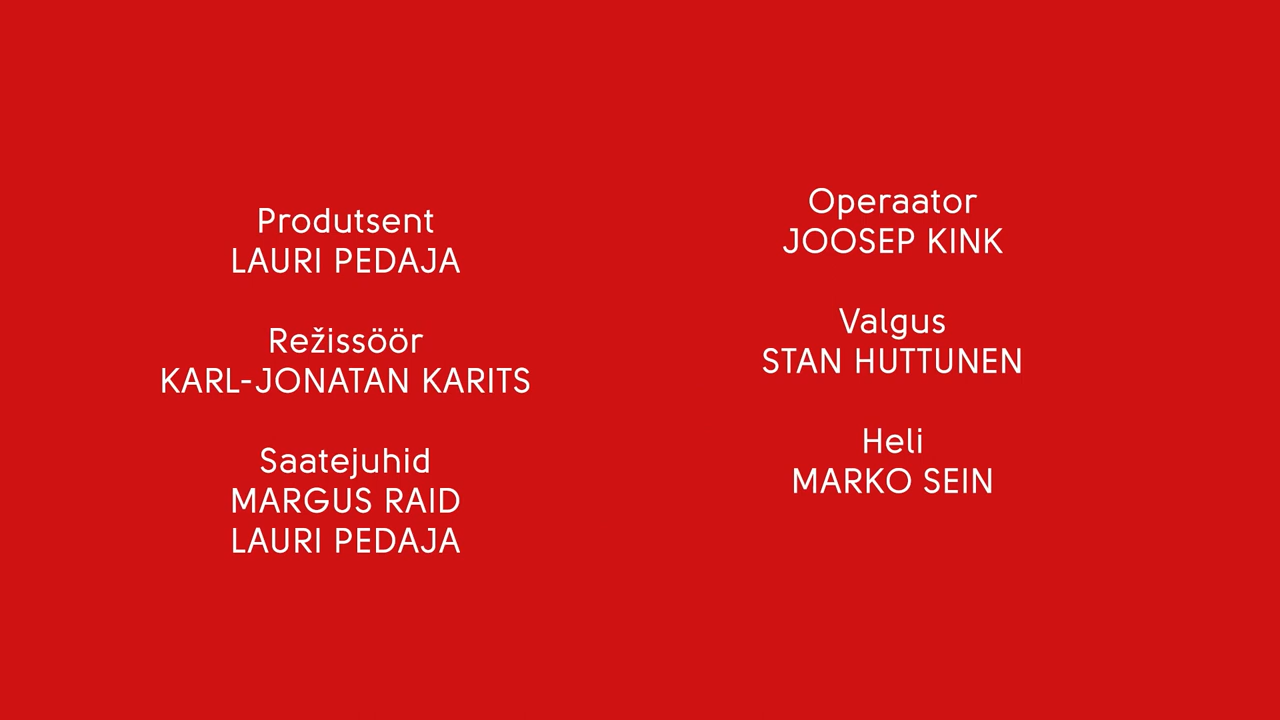 Produtsent
LAURI PEDAJA
Režissöör
KARL-JONATAN KARITS
Saatejuhid
MARGUS RAID
LAURI PEDAJA
Operaator
JOOSEP KINK
Valgus
STAN HUTTUNEN
Heli
MARKO SEIN